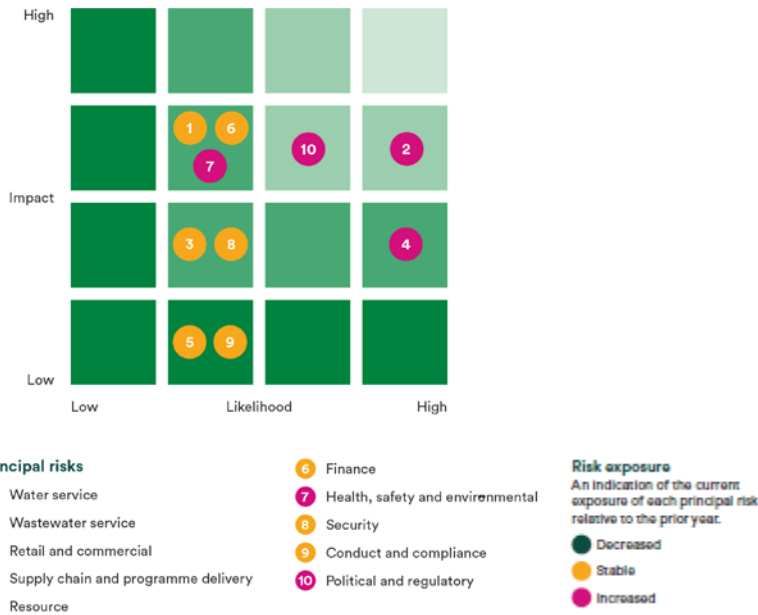 High
1 6
7
10
2
Impact
3 8
4
5 9
Low
Low Likelihood High
ncipal risks
Water service
Wastewater service
Retail and commercial
Supply chain and programme delivery
Resource
6 Finance
7 Health, safety and environmental
8 Security
9 Conduct and compliance
10 Political and regulatory
Risk exposure
An indication of the current
exposure of each principal risk
relative to the prior year.
Decreased
Stable
Increased